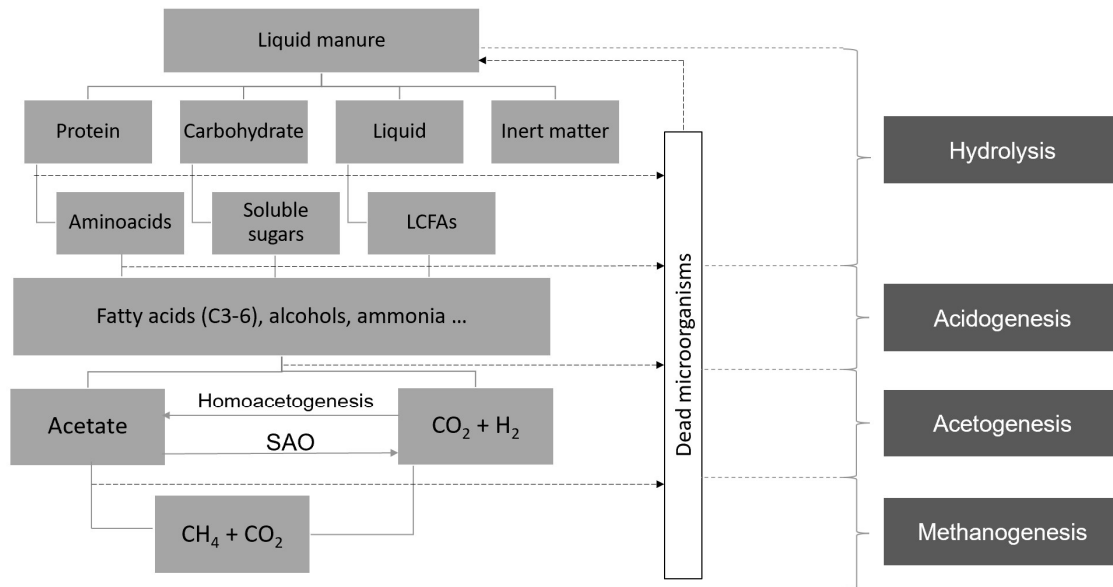 Liquid manure
Protein
Carbohydrate
Liquid
Inert matter
Hydrolysis
Aminoacids
Soluble
sugars
LCFAs
Dead microorganisms
Fatty acids (C3-6), alcohols, ammonia ...
Acidogenesis
Acetate
Homoacetogenesis
SAO
CO₂ + H₂
Acetogenesis
CH₄ + CO₂
Methanogenesis